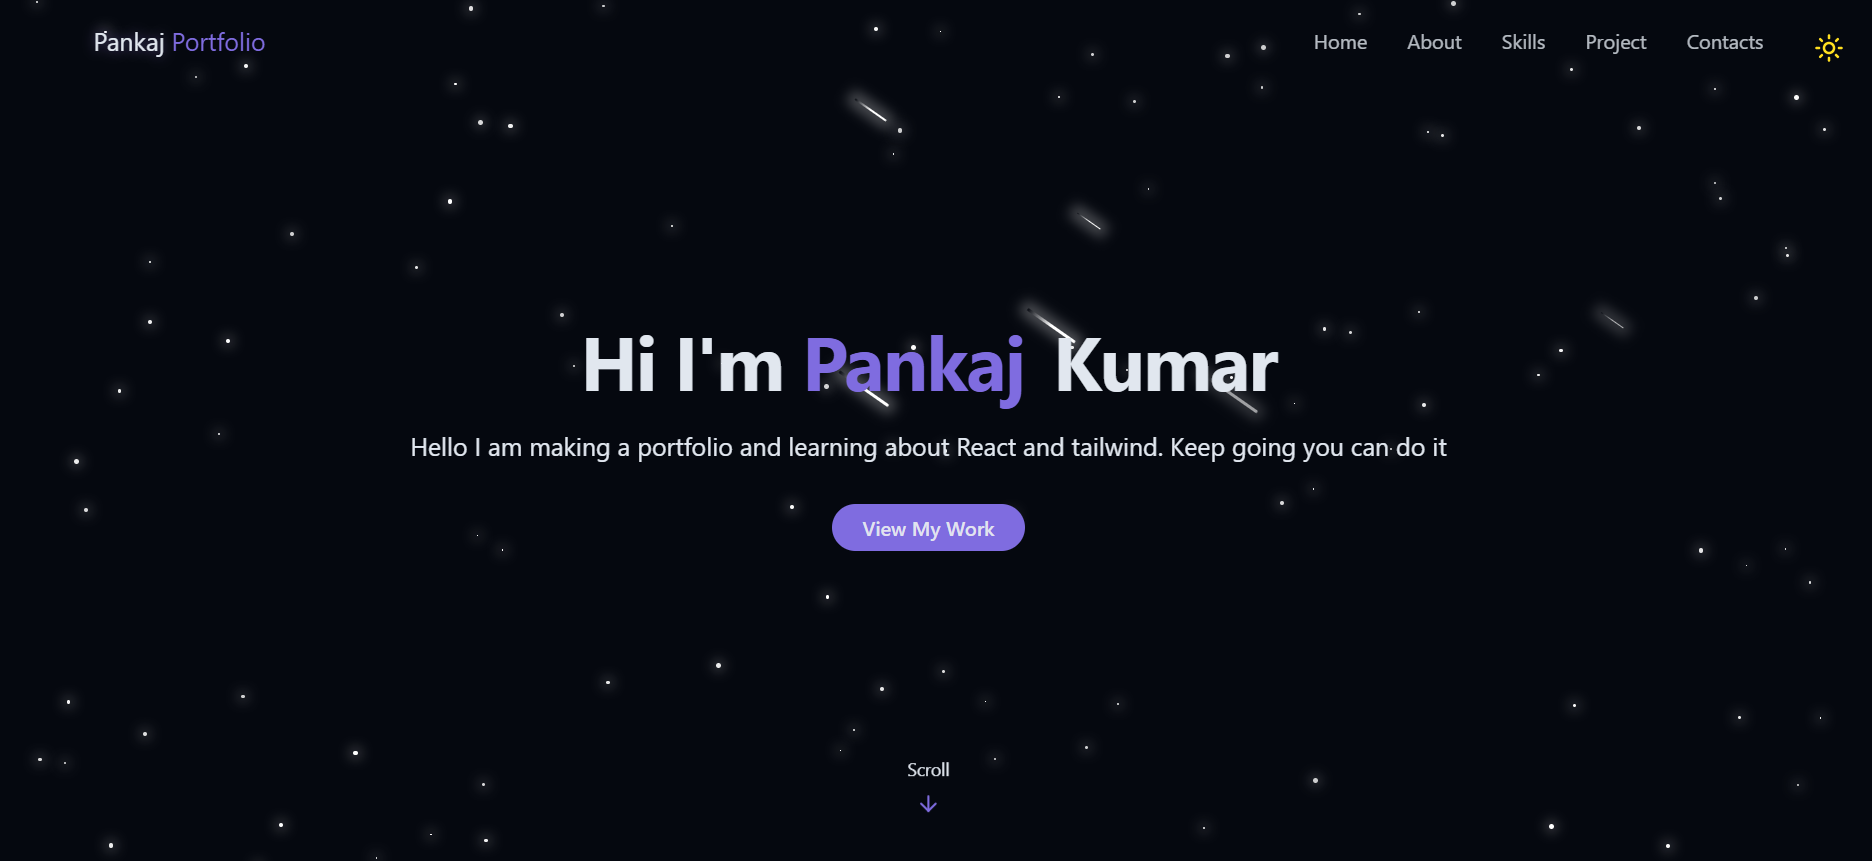 Pankaj Portfolio
Home About Skills Project Contacts
Hi I'm Pankaj Kumar
Hello I am making a portfolio and learning about React and tailwind. Keep going you can do it
View My Work
Scroll